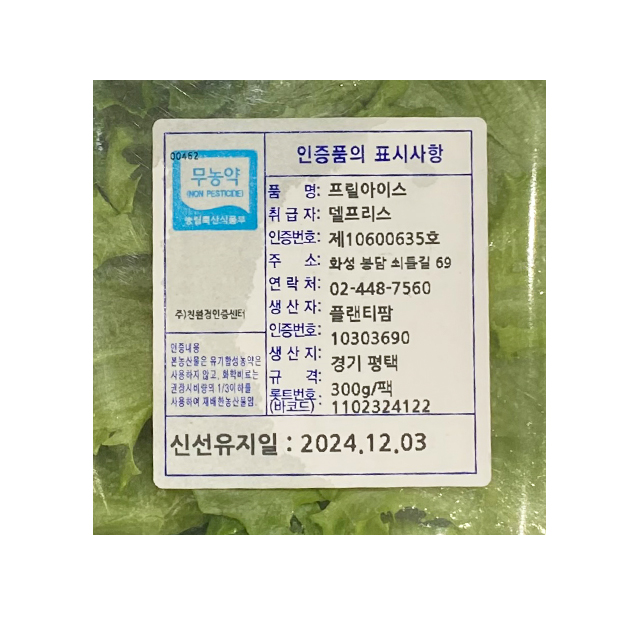 00462
무농약
(NON PESTICIDE)
농림축산식품부
주)친환경인증센터
인증내용
본농산물은 유기합성농약은
사용하지 않고, 화학비료는
권장시비량의 1/3이하를
사용하여 재배한농산물임.
인증품의 표시사항
품 명: 프릴아이스
취 급 자: 델프리스
인증번호: 제10600635호
주 소: 화성 봉담 쇠틀길 69
연 락 처: 02-448-7560
생 산 자: 플랜티팜
인증번호: 10303690
생 산 지: 경기 평택
규 격: 300g/팩
롯트번호
(바코드) : 1102324122
신선유지일 : 2024.12.03